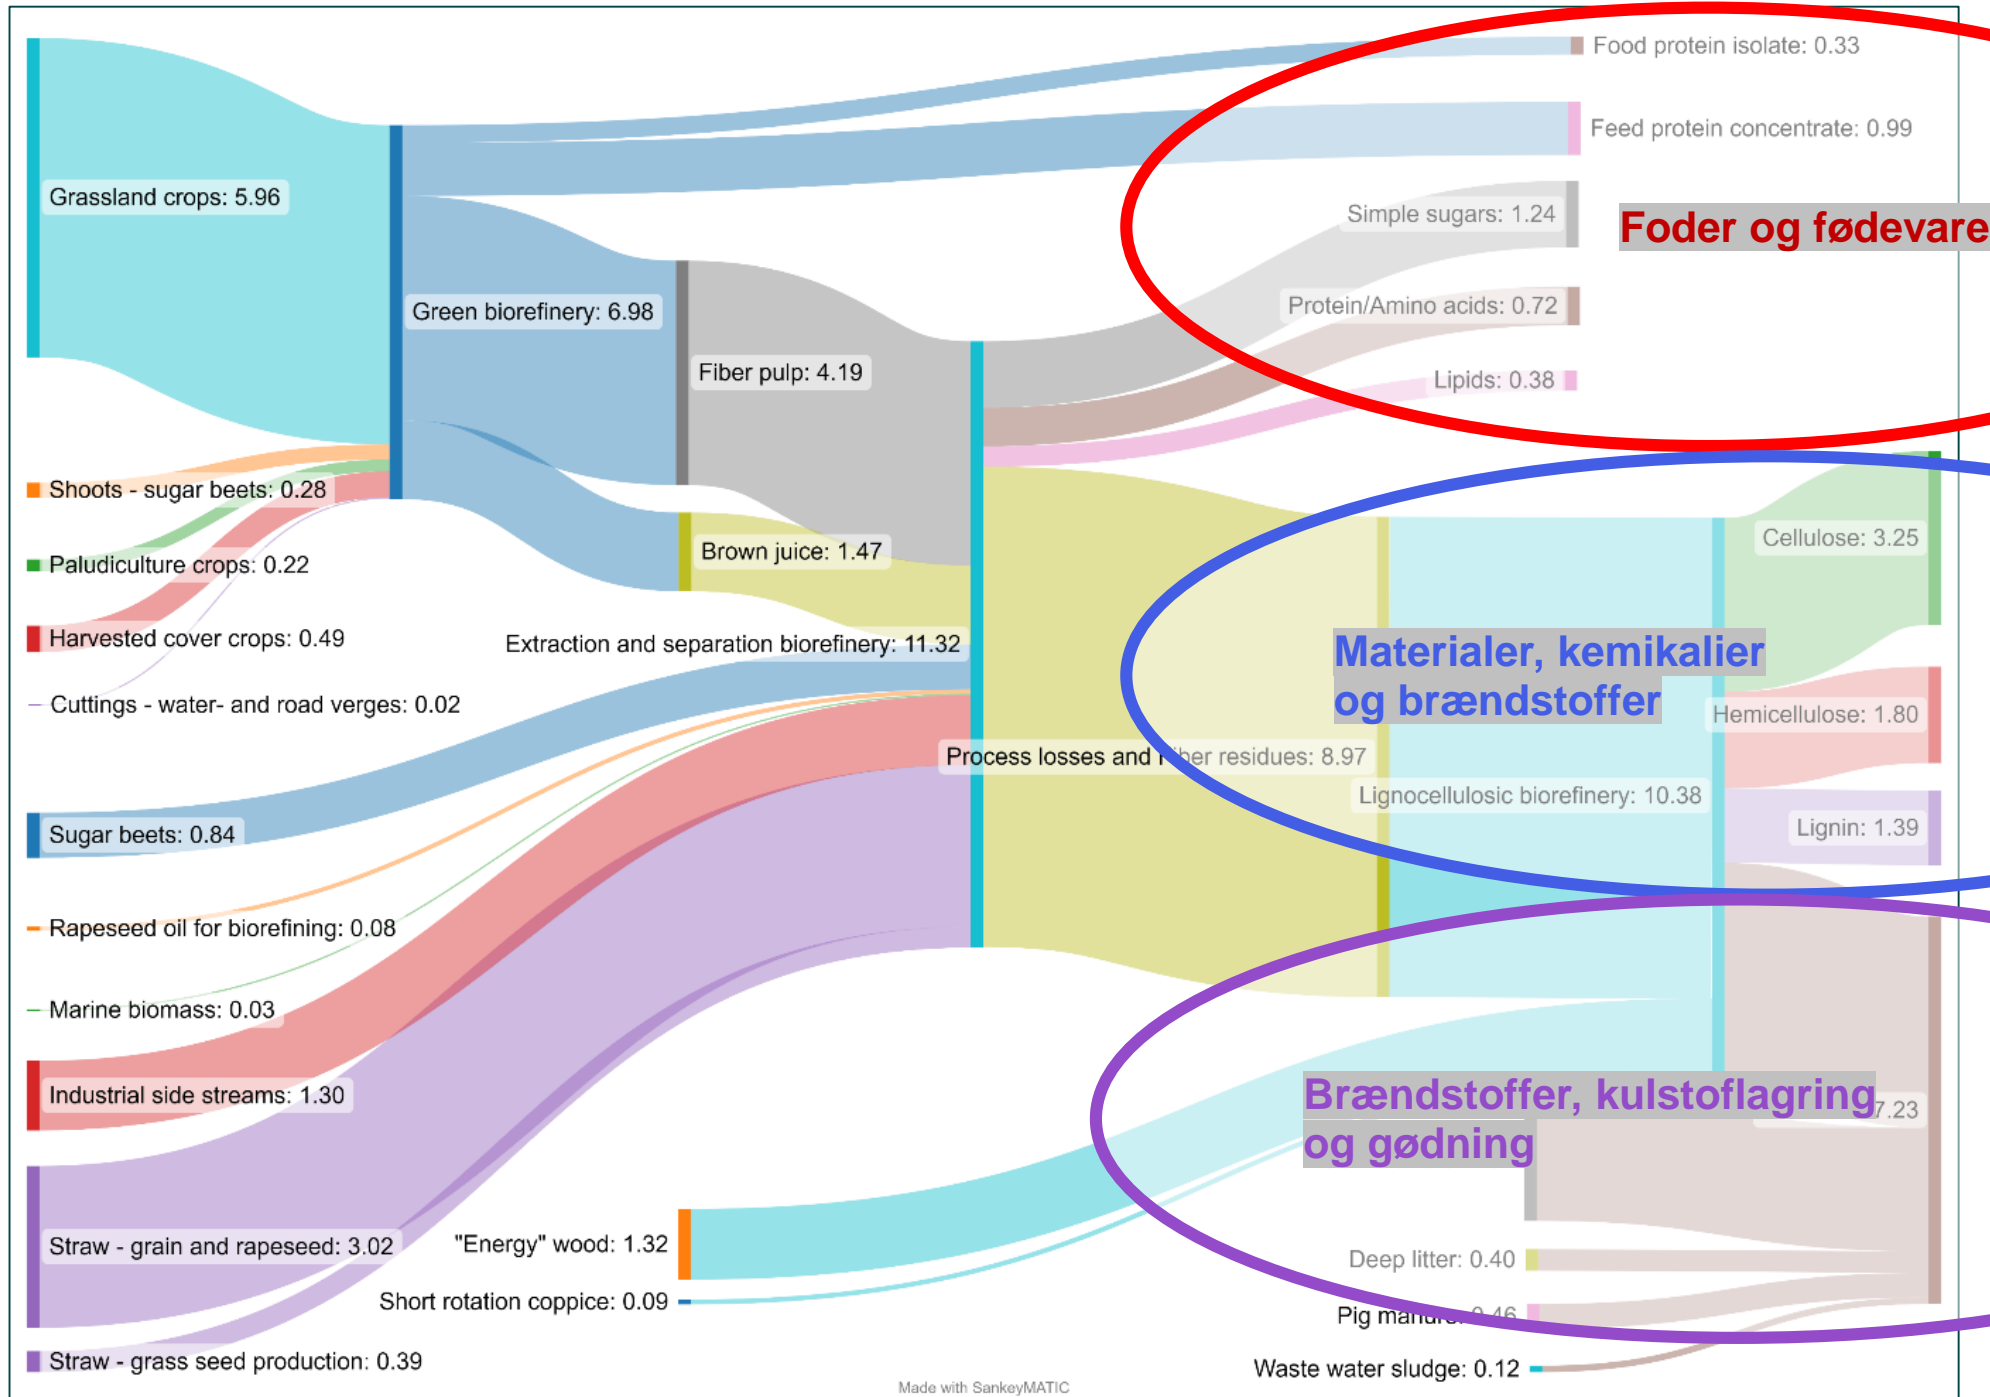 Food protein isolate: 0.33
Feed protein concentrate: 0.99
Grassland crops: 5.96
Simple sugars: 1.24
Foder og fødevare
Green biorefinery: 6.98
Protein/Amino acids: 0.72
Fiber pulp: 4.19
Lipids: 0.38
Shoots - sugar beets: 0.28
Cellulose: 3.25
Brown juice: 1.47
Paludiculture crops: 0.22
Harvested cover crops: 0.49
Extraction and separation biorefinery: 11.32
Materialer, kemikalier
og brændstoffer
Cuttings - water- and road verges: 0.02
Hemicellulose: 1.80
Process losses and Fiber residues: 8.97
Lignocellulosic biorefinery: 10.38
Sugar beets: 0.84
Lignin: 1.39
Rapeseed oil for biorefining: 0.08
Marine biomass: 0.03
Industrial side streams: 1.30
Brændstoffer, kulstoflagring
og gødning
7.23
Straw - grain and rapeseed: 3.02
"Energy" wood: 1.32
Deep litter: 0.40
Short rotation coppice: 0.09
Pig manure: 0.46
Straw - grass seed production: 0.39
Waste water sludge: 0.12
Made with SankeyMATIC